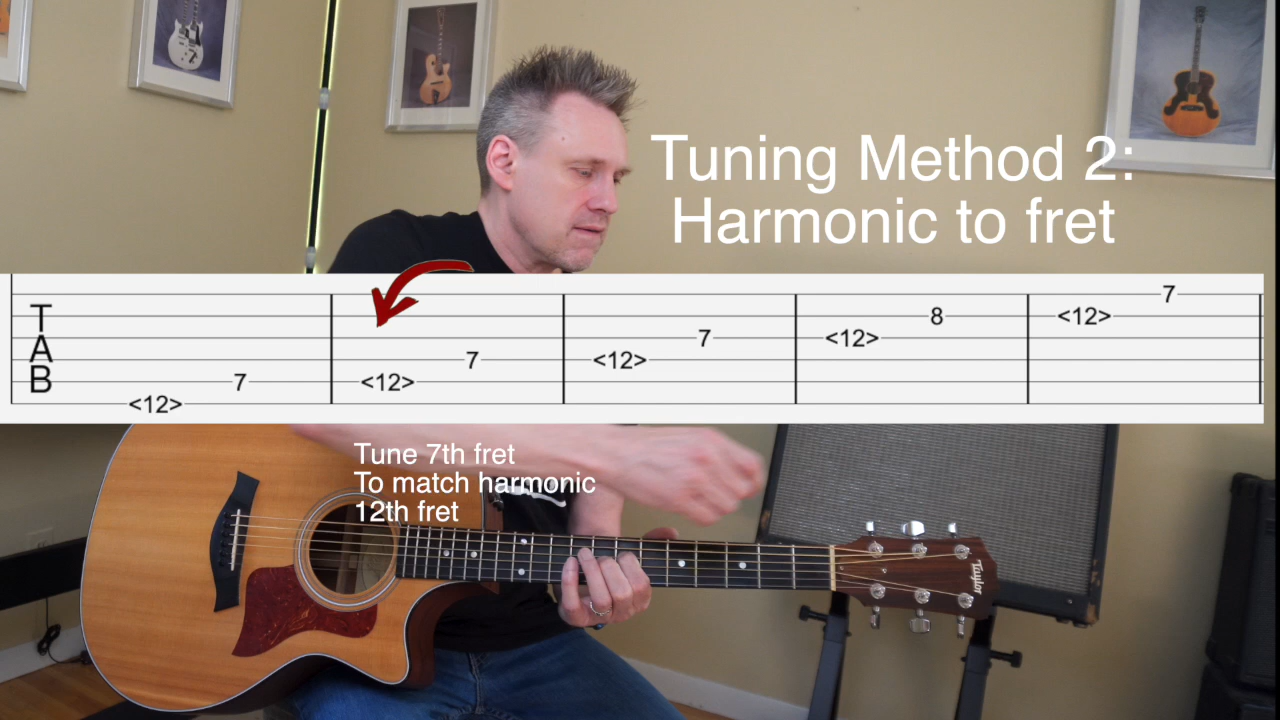 Tuning Method 2:
Harmonic to fret
T
A
B
<12> 7 <12> 7 <12> 7 <12> 8 <12> 7
Tune 7th fret
To match harmonic
12th fret
Taylor